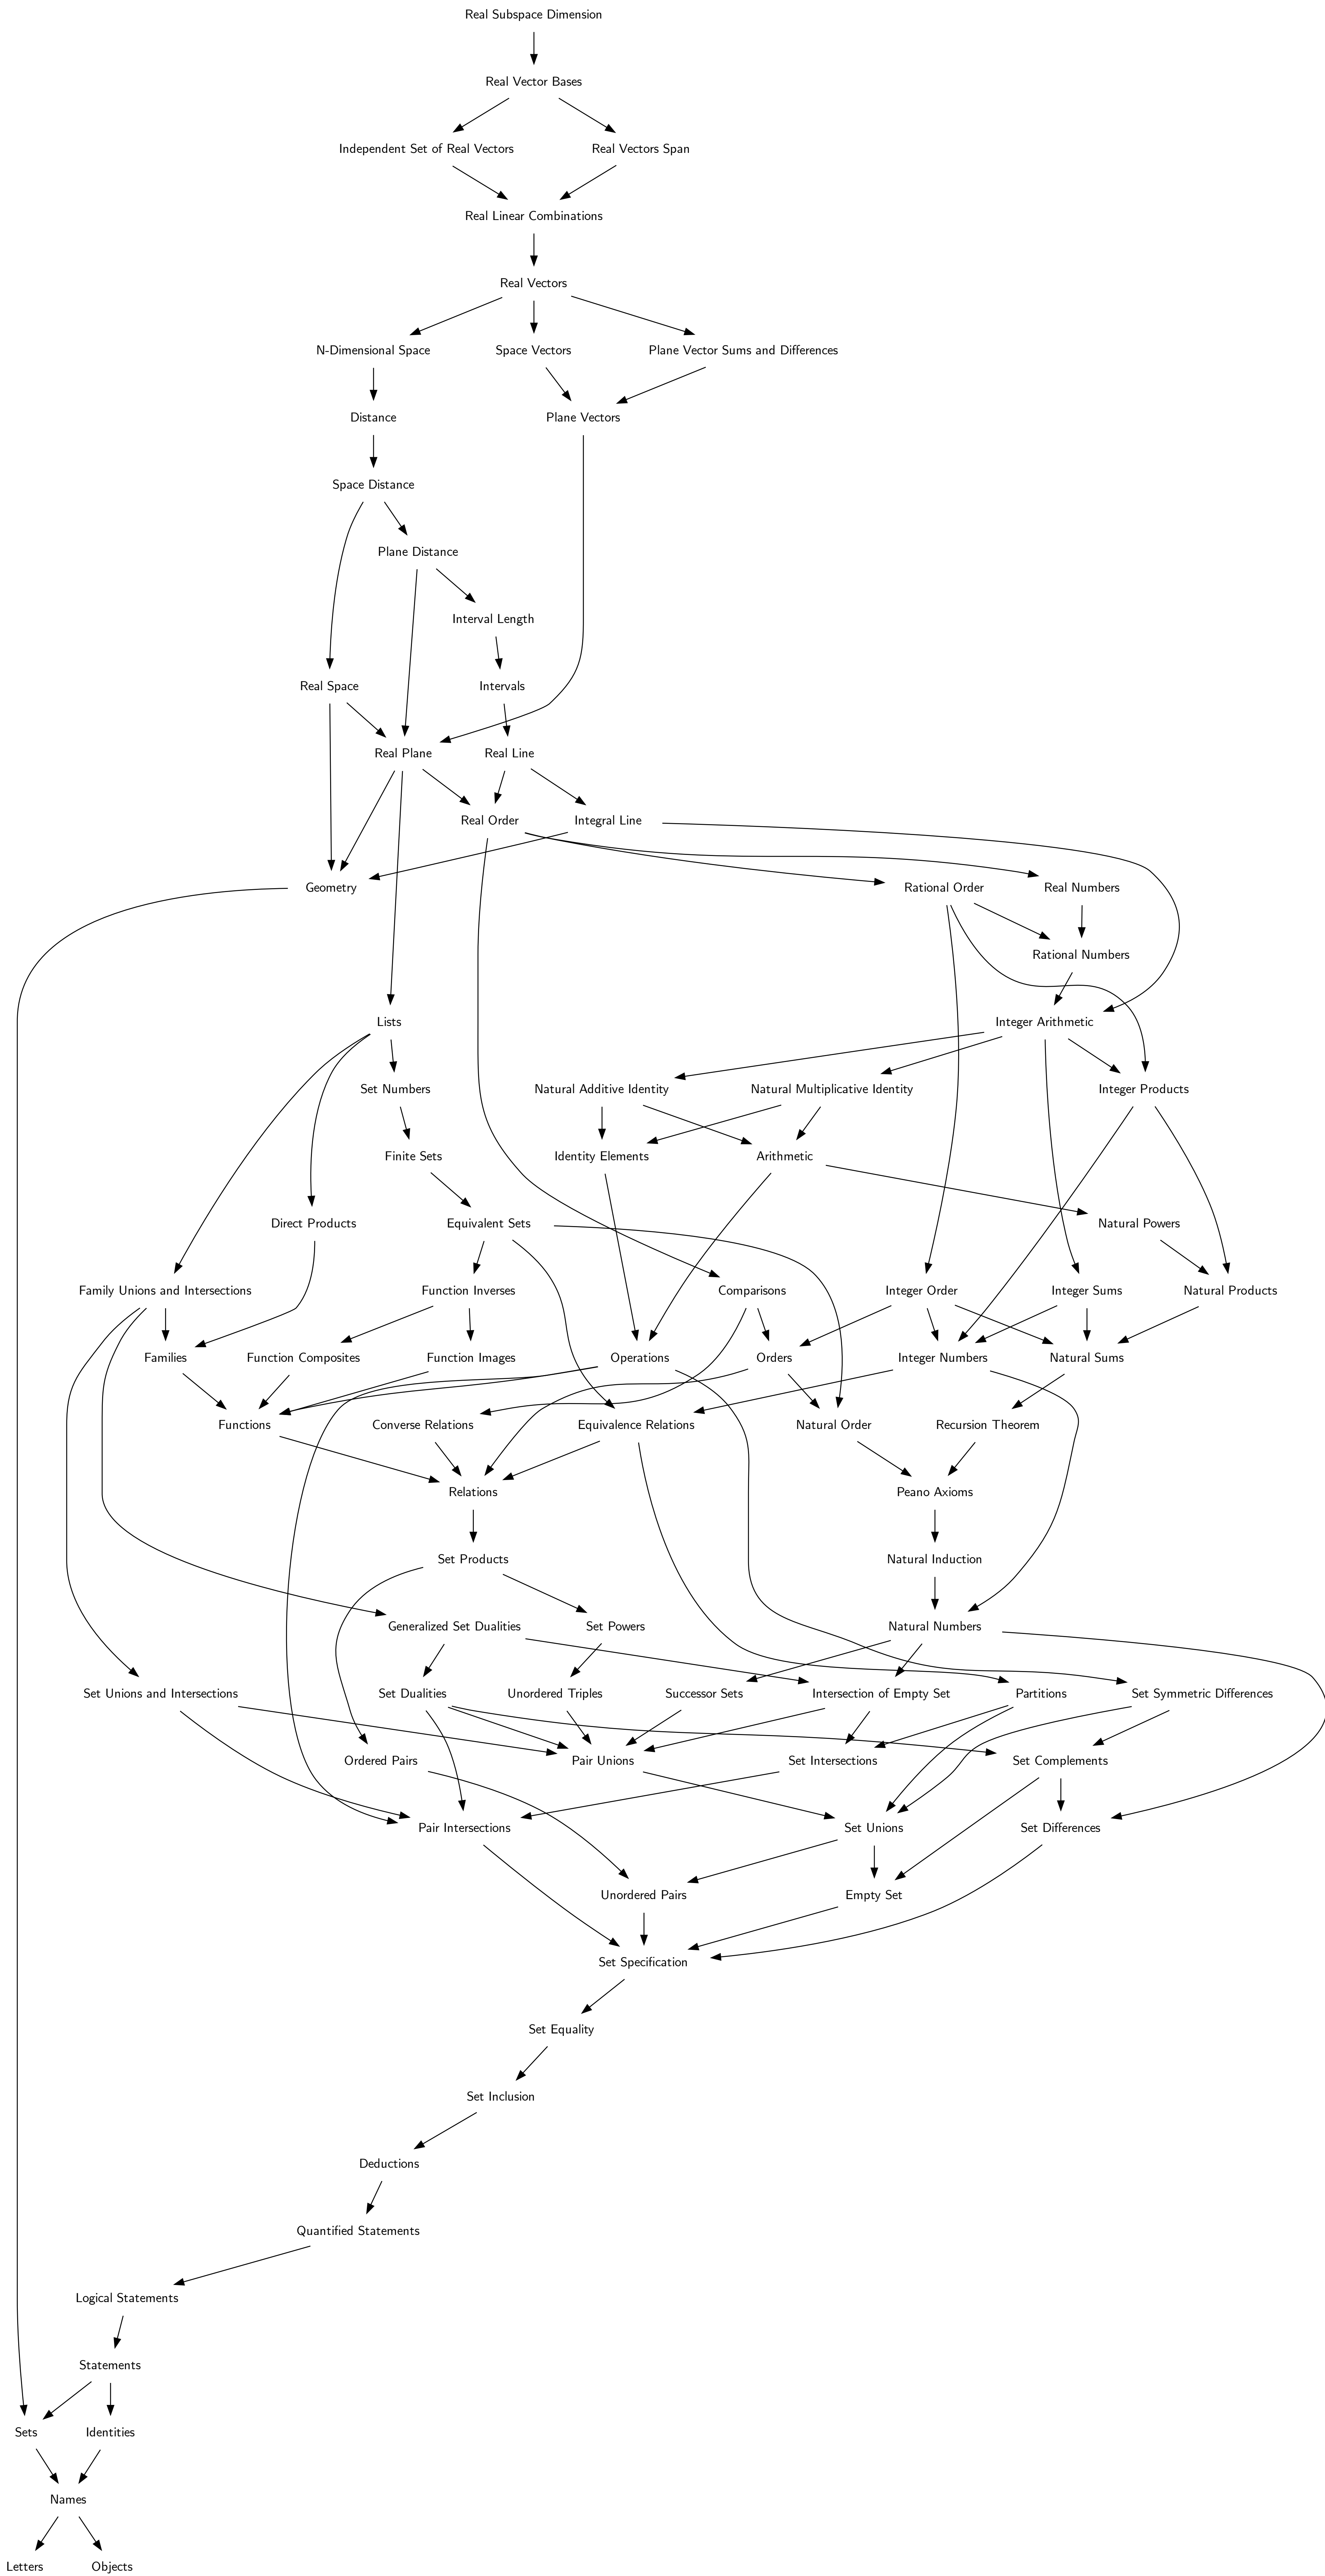 Real Subspace Dimension
Real Vector Bases
Independent Set of Real Vectors
Real Vectors Span
Real Linear Combinations
Real Vectors
N-Dimensional Space
Space Vectors
Plane Vector Sums and Differences
Distance
Plane Vectors
Space Distance
Plane Distance
Interval Length
Real Space
Intervals
Real Plane
Real Line
Real Order
Integral Line
Geometry
Rational Order
Real Numbers
Rational Numbers
Lists
Integer Arithmetic
Set Numbers
Natural Additive Identity
Natural Multiplicative Identity
Integer Products
Finite Sets
Identity Elements
Arithmetic
Direct Products
Equivalent Sets
Natural Powers
Family Unions and Intersections
Function Inverses
Comparisons
Integer Order
Integer Sums
Natural Products
Families
Function Composites
Function Images
Operations
Orders
Integer Numbers
Natural Sums
Functions
Converse Relations
Equivalence Relations
Natural Order
Recursion Theorem
Relations
Peano Axioms
Set Products
Natural Induction
Generalized Set Dualities
Set Powers
Natural Numbers
Set Unions and Intersections
Set Dualities
Unordered Triples
Successor Sets
Intersection of Empty Set
Partitions
Set Symmetric Differences
Ordered Pairs
Pair Unions
Set Intersections
Set Complements
Pair Intersections
Set Unions
Set Differences
Unordered Pairs
Empty Set
Set Specification
Set Equality
Set Inclusion
Deductions
Quantified Statements
Logical Statements
Statements
Sets
Identities
Names
Letters
Objects